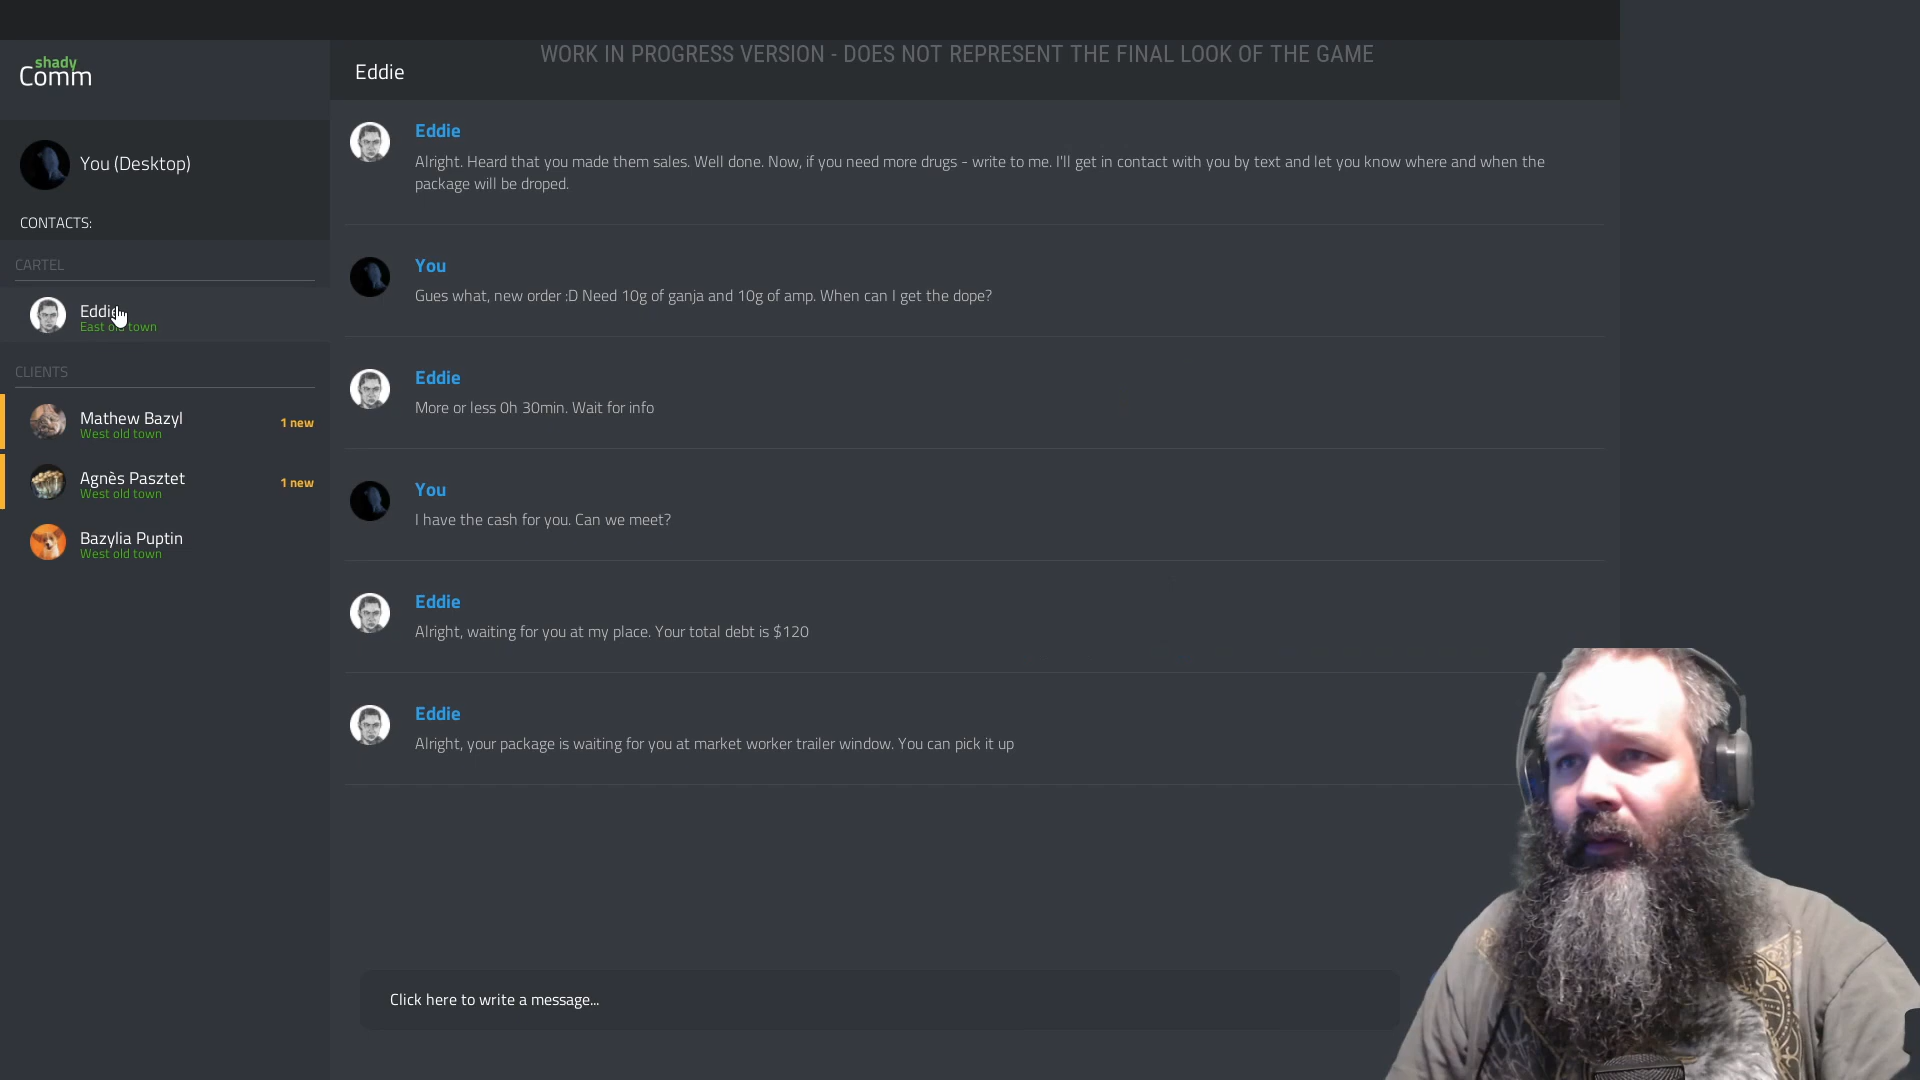 WORK IN PROGRESS VERSION - DOES NOT REPRESENT THE FINAL LOOK OF THE GAME
shady
Comm
You (Desktop)
CONTACTS:
CARTEL
Eddie
East old town
CLIENTS
Mathew Bazyl
West old town
1 new
Agnès Pasztet
West old town
1 new
Bazylia Puptin
West old town
Eddie
Eddie
Alright. Heard that you made them sales. Well done. Now, if you need more drugs - write to me. I'll get in contact with you by text and let you know where and when the
package will be droped.
You
Gues what, new order :D Need 10g of ganja and 10g of amp. When can I get the dope?
Eddie
More or less 0h 30min. Wait for info
You
I have the cash for you. Can we meet?
Eddie
Alright, waiting for you at my place. Your total debt is $120
Eddie
Alright, your package is waiting for you at market worker trailer window. You can pick it up
Click here to write a message...